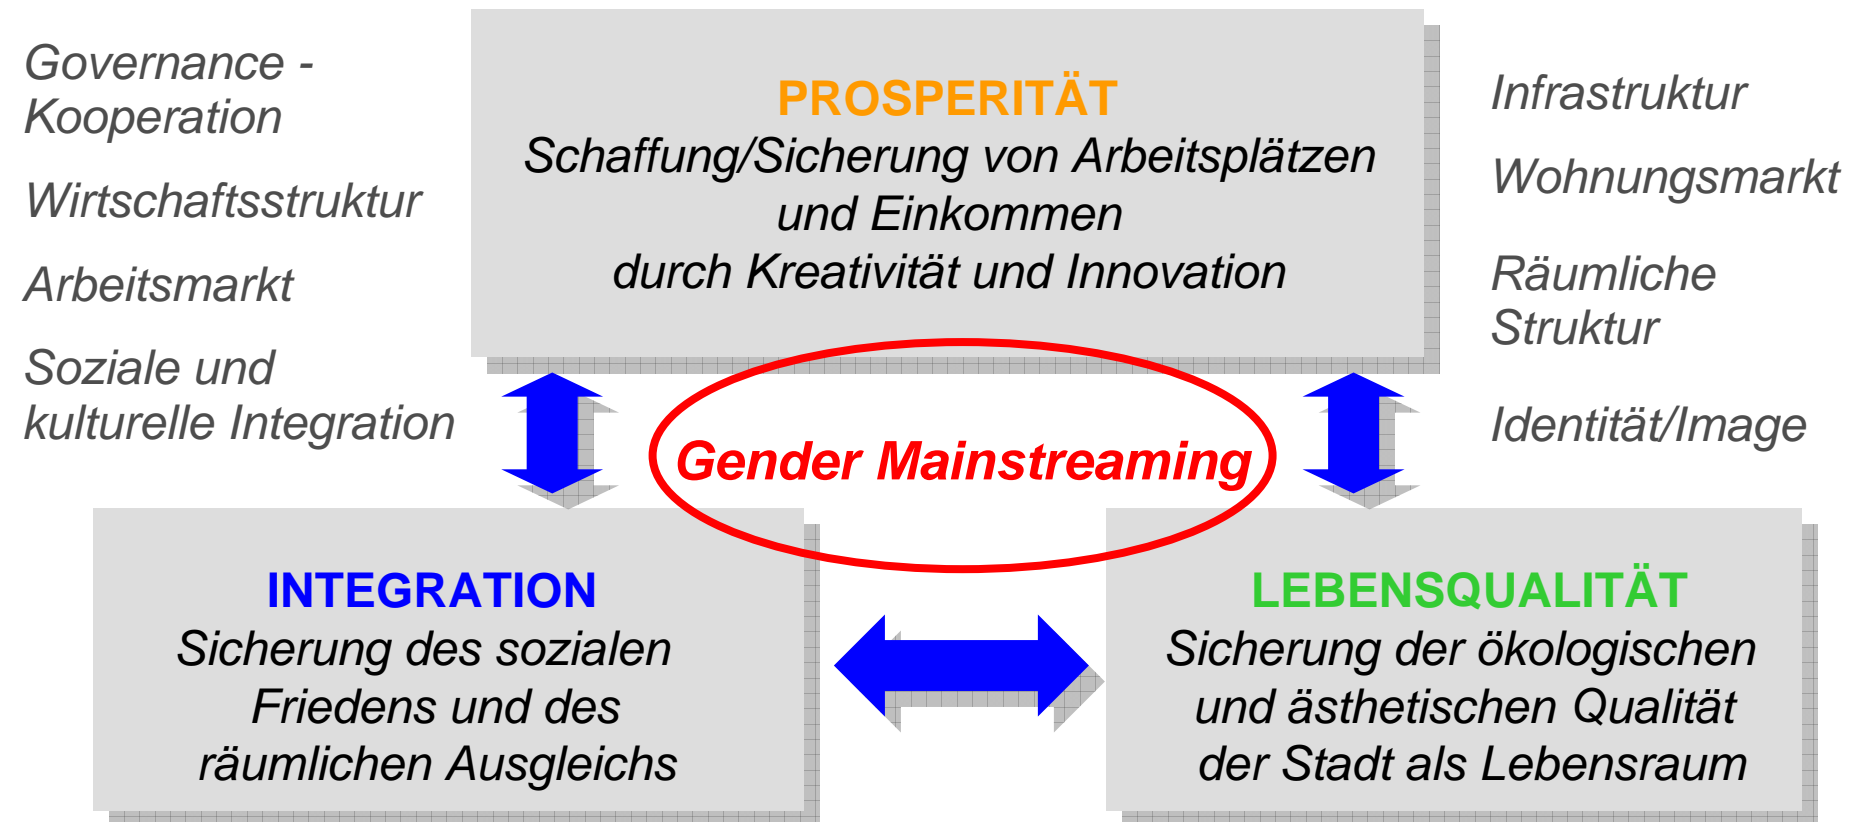 Governance -
Kooperation
Wirtschaftsstruktur
Arbeitsmarkt
Soziale und
kulturelle Integration
PROSPERITÄT
Schaffung/Sicherung von Arbeitsplätzen
und Einkommen
durch Kreativität und Innovation
Infrastruktur
Wohnungsmarkt
Räumliche
Struktur
Identität/Image
Gender Mainstreaming
INTEGRATION
Sicherung des sozialen
Friedens und des
räumlichen Ausgleichs
LEBENSQUALITÄT
Sicherung der ökologischen
und ästhetischen Qualität
der Stadt als Lebensraum